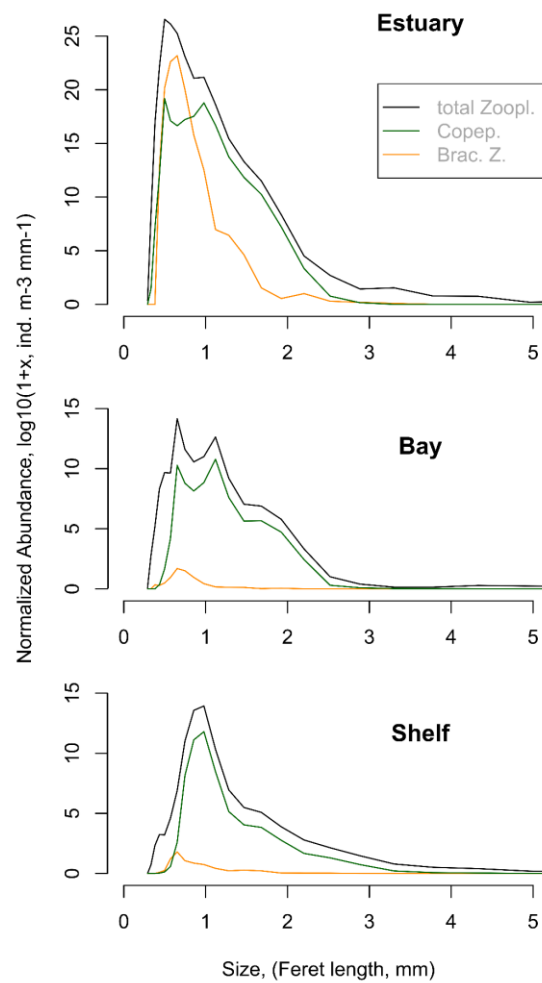 Estuary
total Zoopl.
Copep.
Brac. Z.
25
20
15
10
5
0
0 1 2 3 4 5
Bay
15
10
5
0
0 1 2 3 4 5
Shelf
15
10
5
0
0 1 2 3 4 5
Normalized Abundance, log10(1+x, ind. m-3 mm-1)
Size, (Feret length, mm)